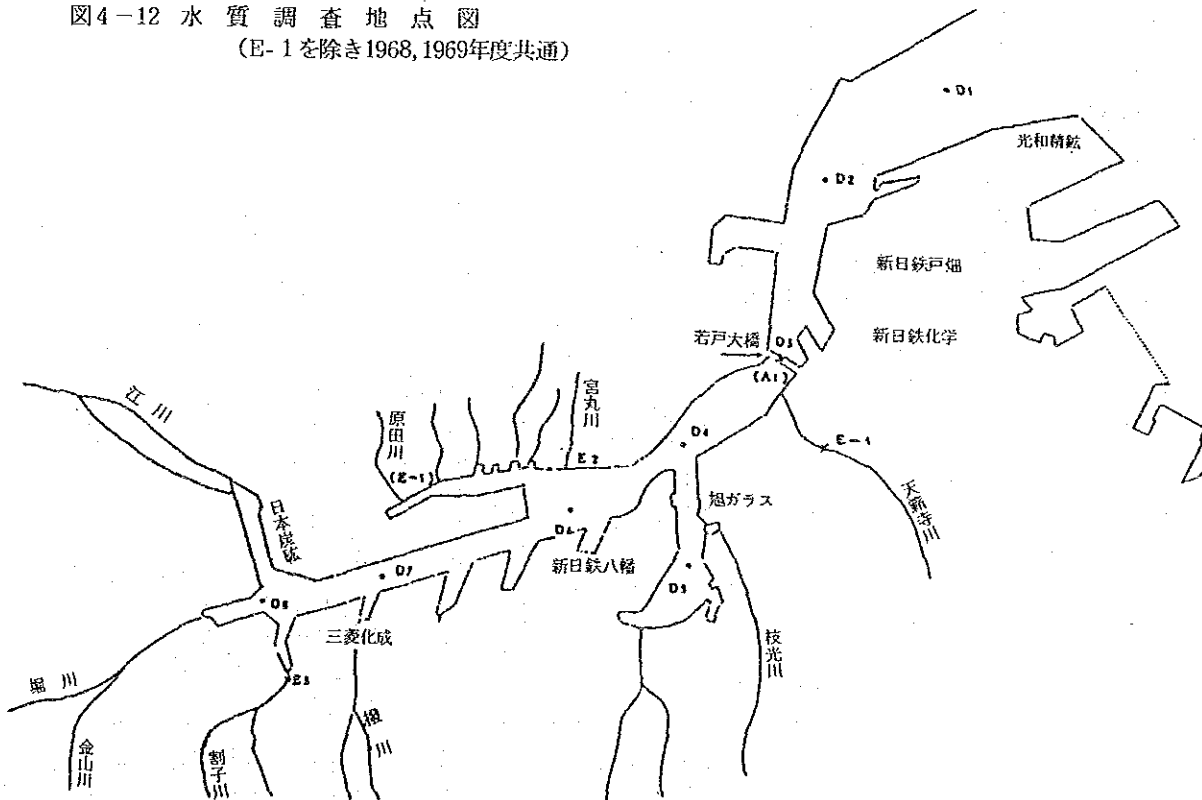 図4-12 水質調査地点図
(E-1を除き1968,1969年度共通)
D1
光和精鉱
D2
新日鉄戸畑
若戸大橋
D3
新日鉄化学
(A1)
江川
原田川
宮丸川
D4
E-1
(E-1)
E2
天籟寺川
旭ガラス
日本炭砿
D6
新日鉄八幡
D7
D5
D8
三菱化成
枝光川
堀川
E3
撥川
金山川
割子川